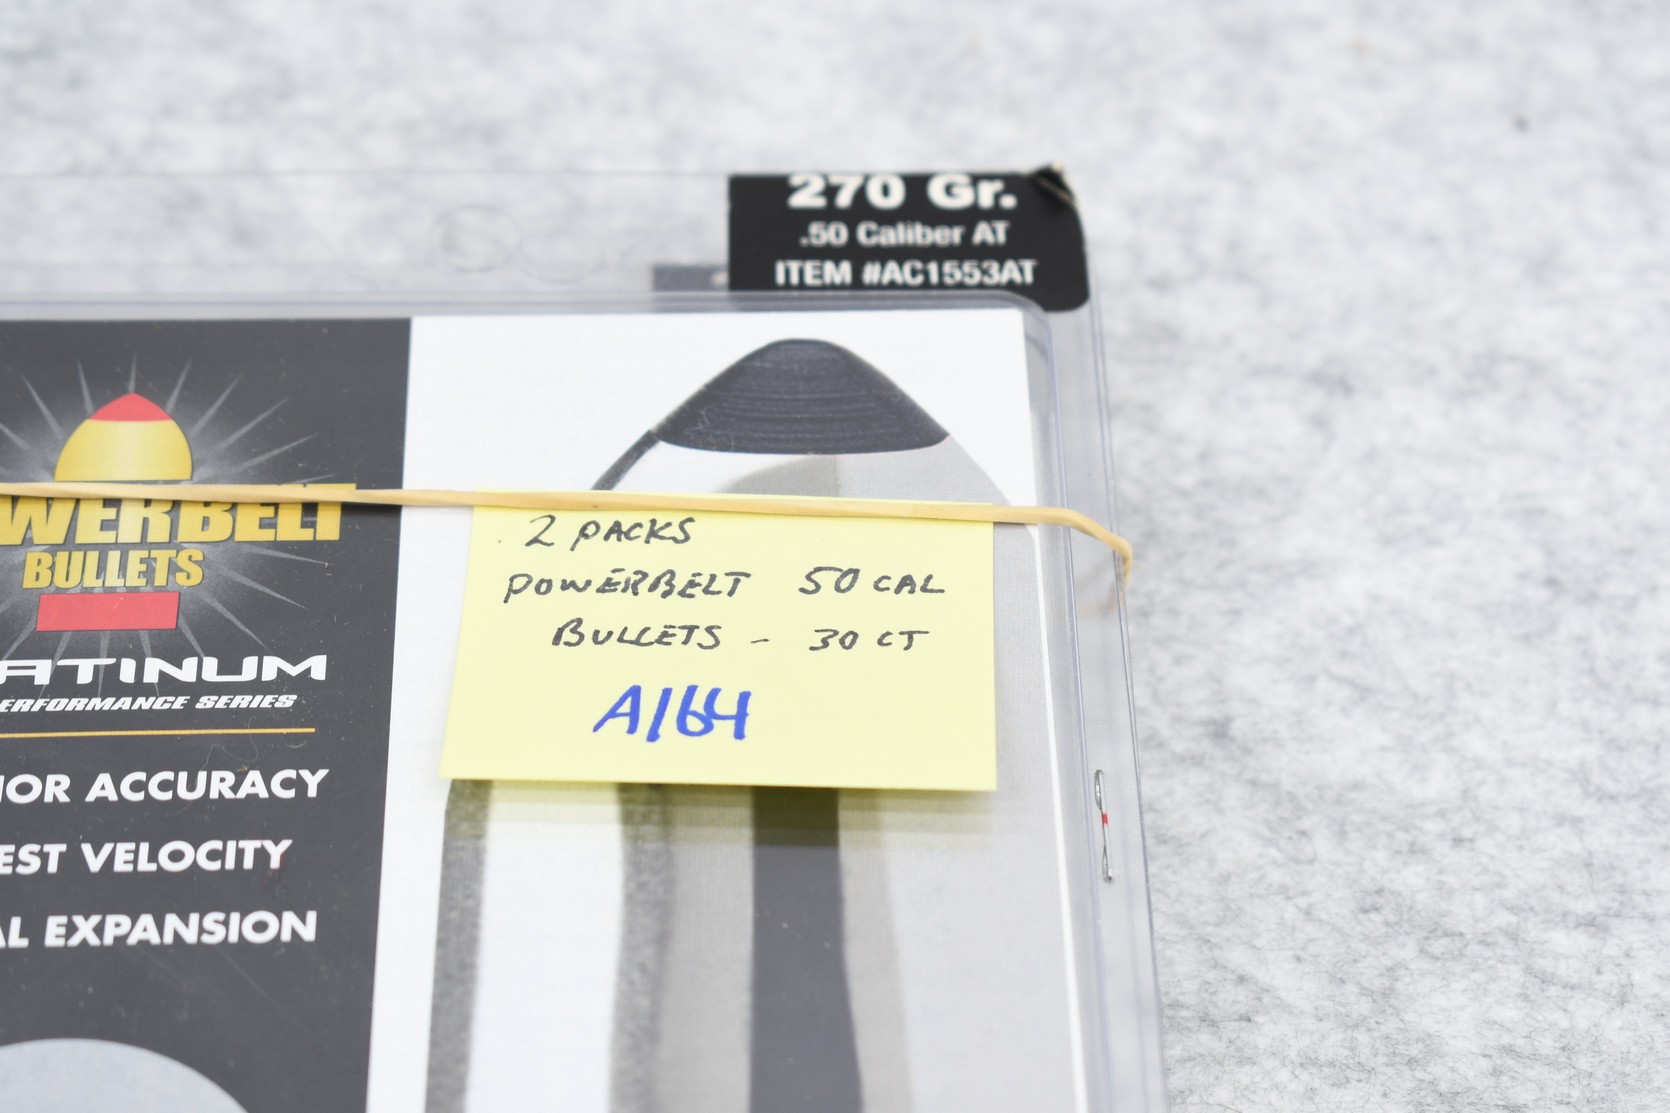 270 Gr.
.50 Caliber AT
ITEM #AC1553AT
WERBELT
BULLETS
ATINUM
ERFORMANCE SERIES
IOR ACCURACY
EST VELOCITY
AL EXPANSION
2 PACKS
POWERBELT 50 CAL
BULLETS - 30 CT
A164